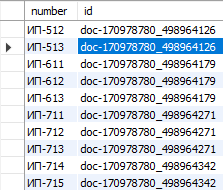 number id
ИП-512 doc-170978780_498964126
ИП-513 doc-170978780_498964126
ИП-611 doc-170978780_498964179
ИП-612 doc-170978780_498964179
ИП-613 doc-170978780_498964179
ИП-711 doc-170978780_498964271
ИП-712 doc-170978780_498964271
ИП-713 doc-170978780_498964271
ИП-714 doc-170978780_498964342
ИП-715 doc-170978780_498964342